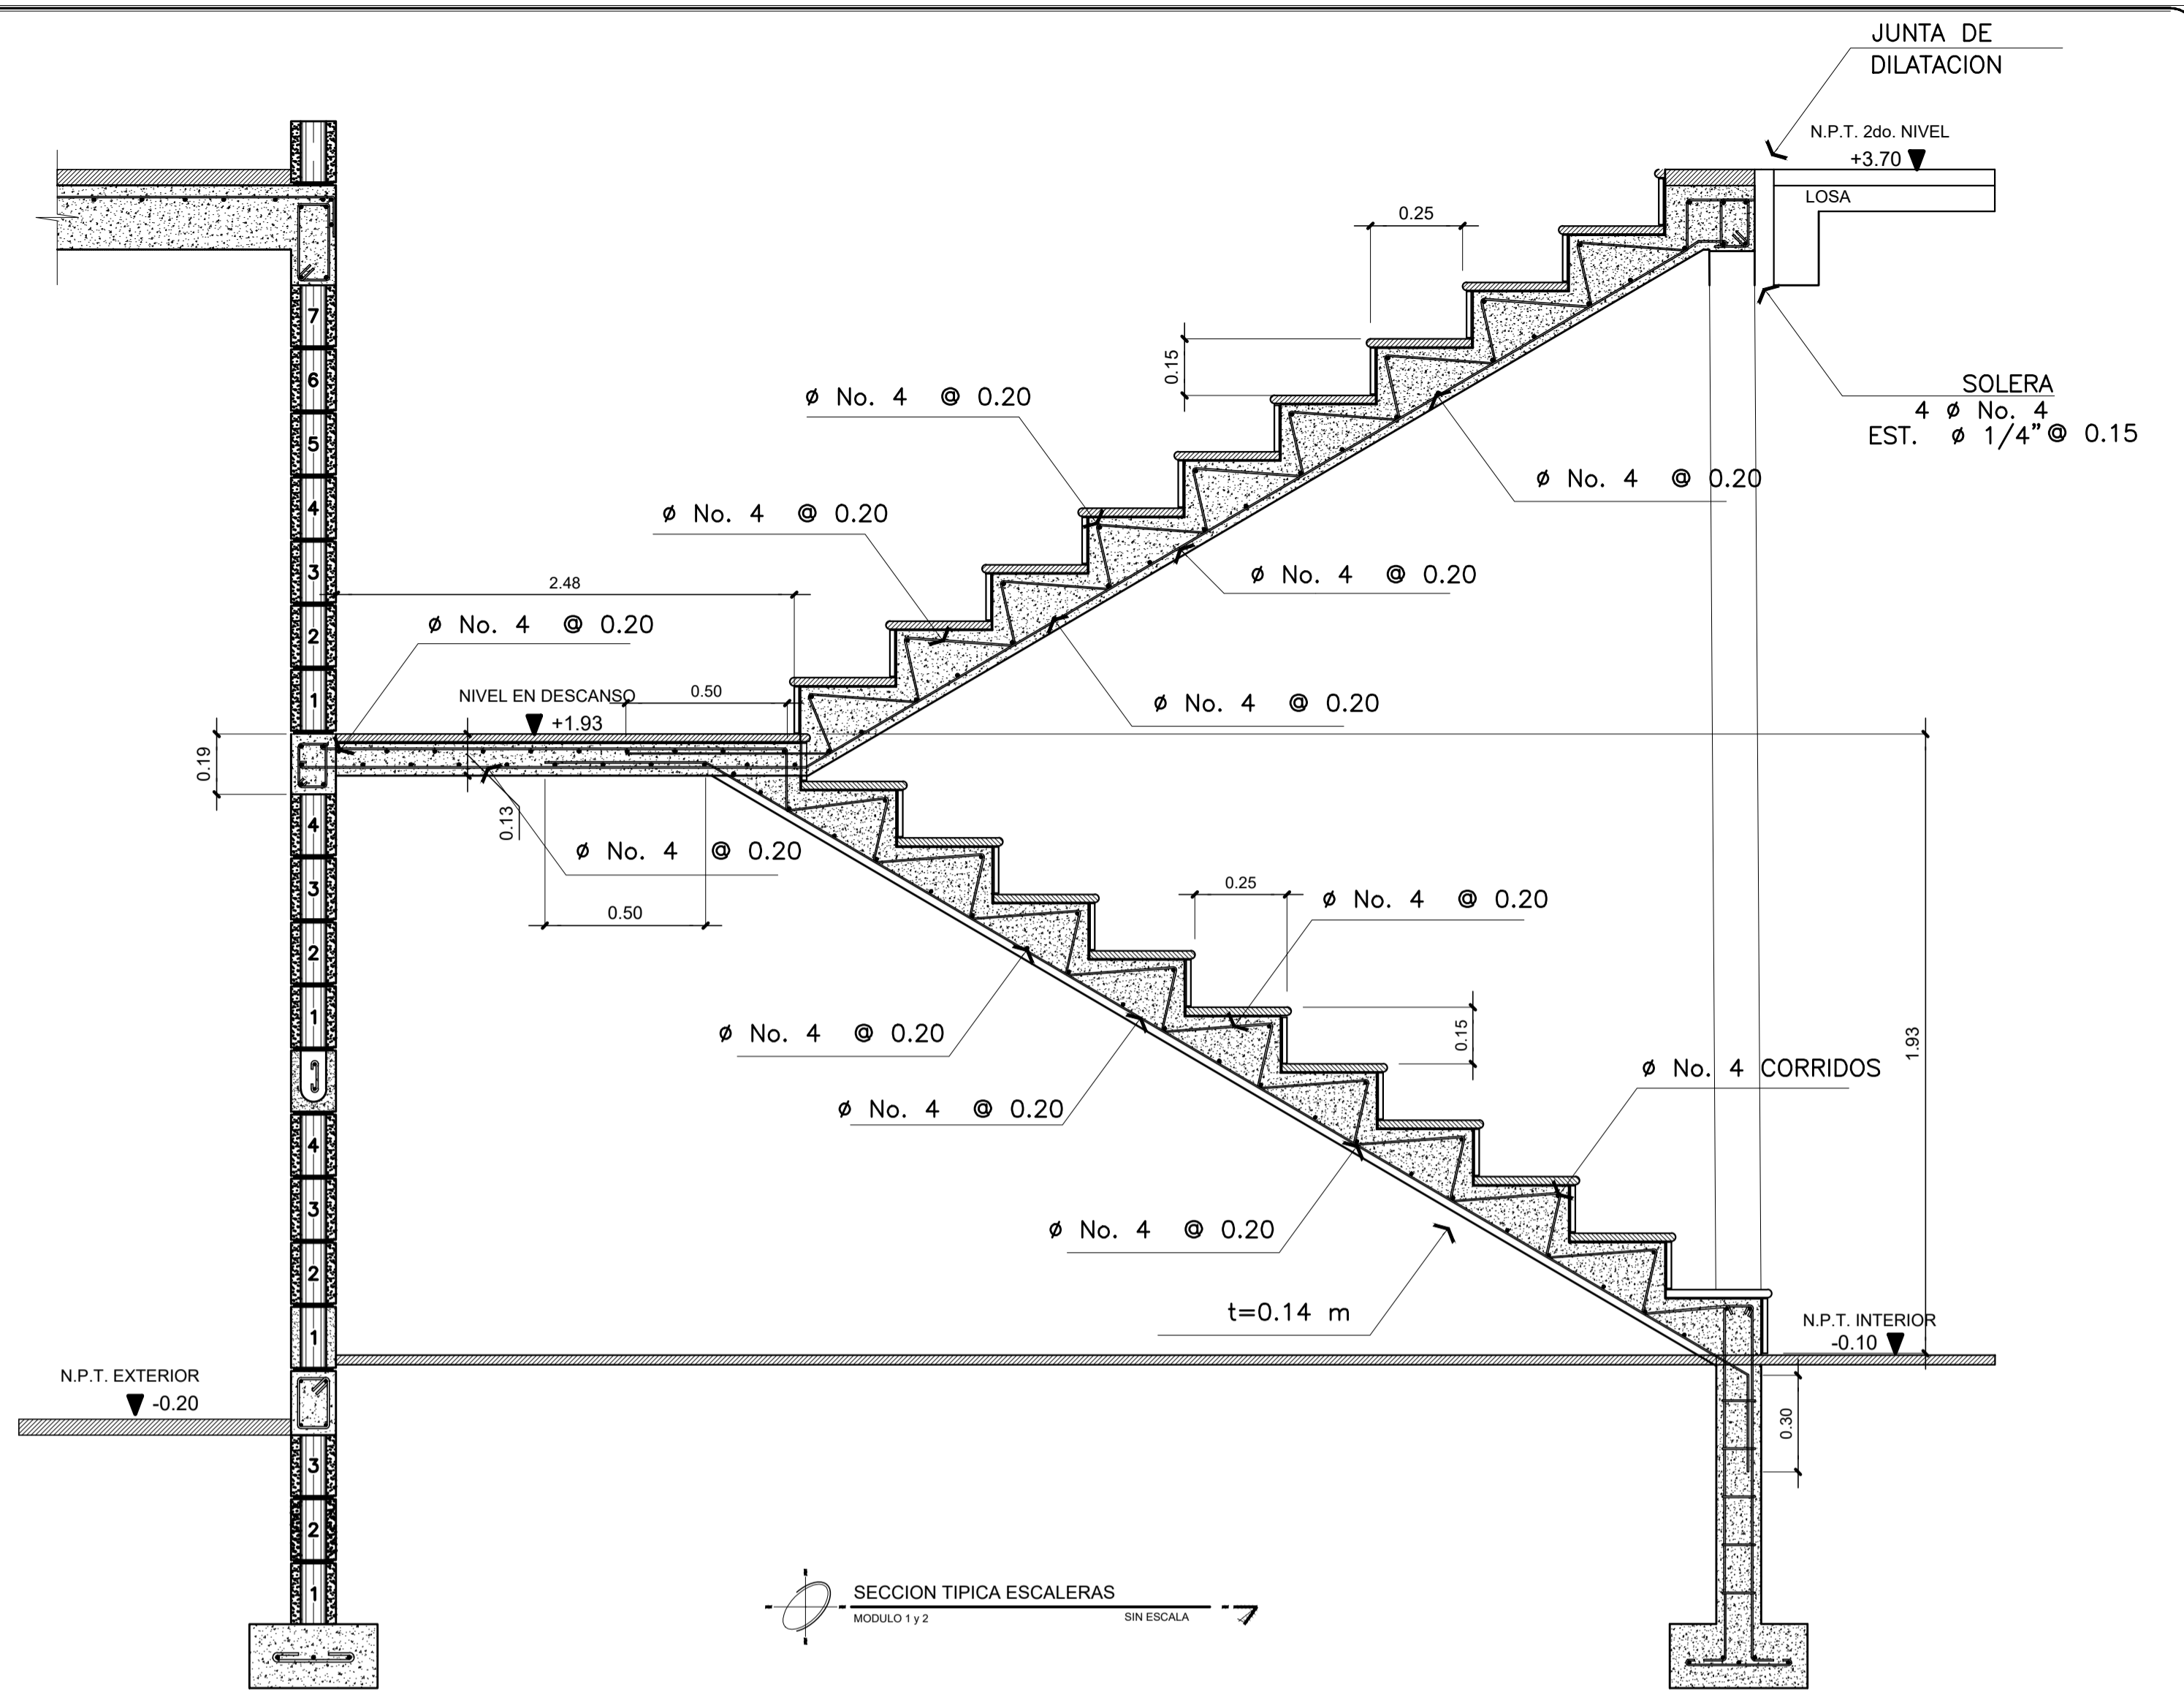 JUNTA DE
DILATACION
N.P.T. 2do. NIVEL
+3.70
LOSA
0.25
0.15
SOLERA
4 ø No. 4
EST. ø 1/4"@ 0.15
ø No. 4 @ 0.20
ø No. 4 @ 0.20
ø No. 4 @ 0.20
ø No. 4 @ 0.20
2.48
ø No. 4 @ 0.20
ø No. 4 @ 0.20
NIVEL EN DESCANSO
+1.93
0.50
0.19
0.13
ø No. 4 @ 0.20
0.50
0.25
ø No. 4 @ 0.20
0.15
1.93
ø No. 4 @ 0.20
ø No. 4 CORRIDOS
ø No. 4 @ 0.20
ø No. 4 @ 0.20
t=0.14 m
N.P.T. INTERIOR
-0.10
N.P.T. EXTERIOR
-0.20
0.30
7
6
5
4
3
2
1
4
3
2
1
4
3
2
1
3
2
1
SECCION TIPICA ESCALERAS
MODULO 1 y 2 SIN ESCALA